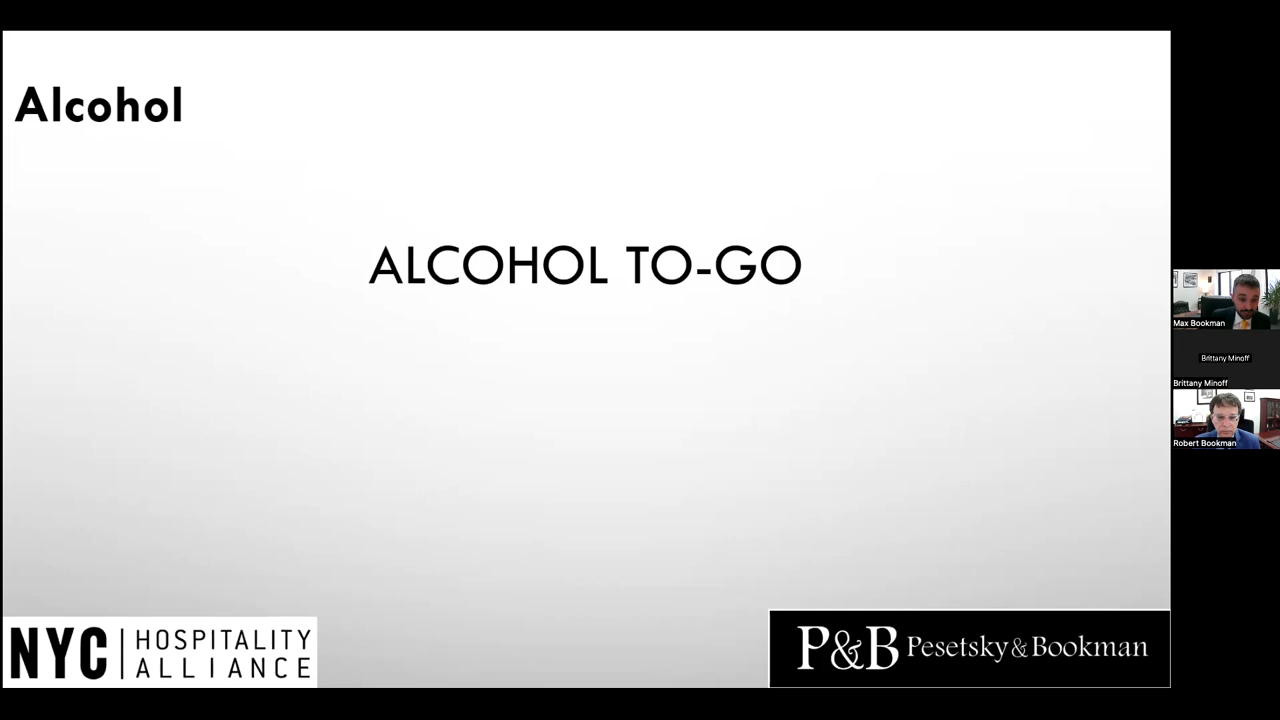 Alcohol
ALCOHOL TO-GO
NYC HOSPITALITY
ALLIANCE
P&B Pesetsky & Bookman
Max Bookman
Brittany Minoff
Brittany Minoff
Robert Bookman